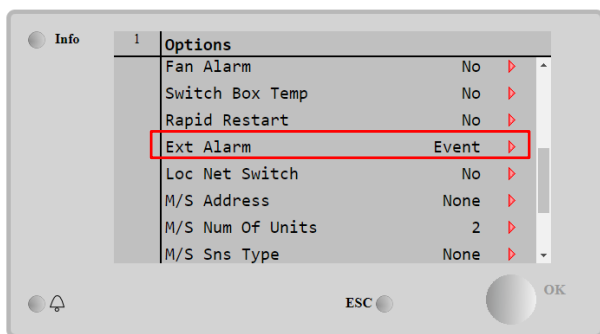 Info
1 Options
Fan Alarm No
Switch Box Temp No
Rapid Restart No
Ext Alarm Event
Loc Net Switch No
M/S Address None
M/S Num Of Units 2
M/S Sns Type None
ESC
OK